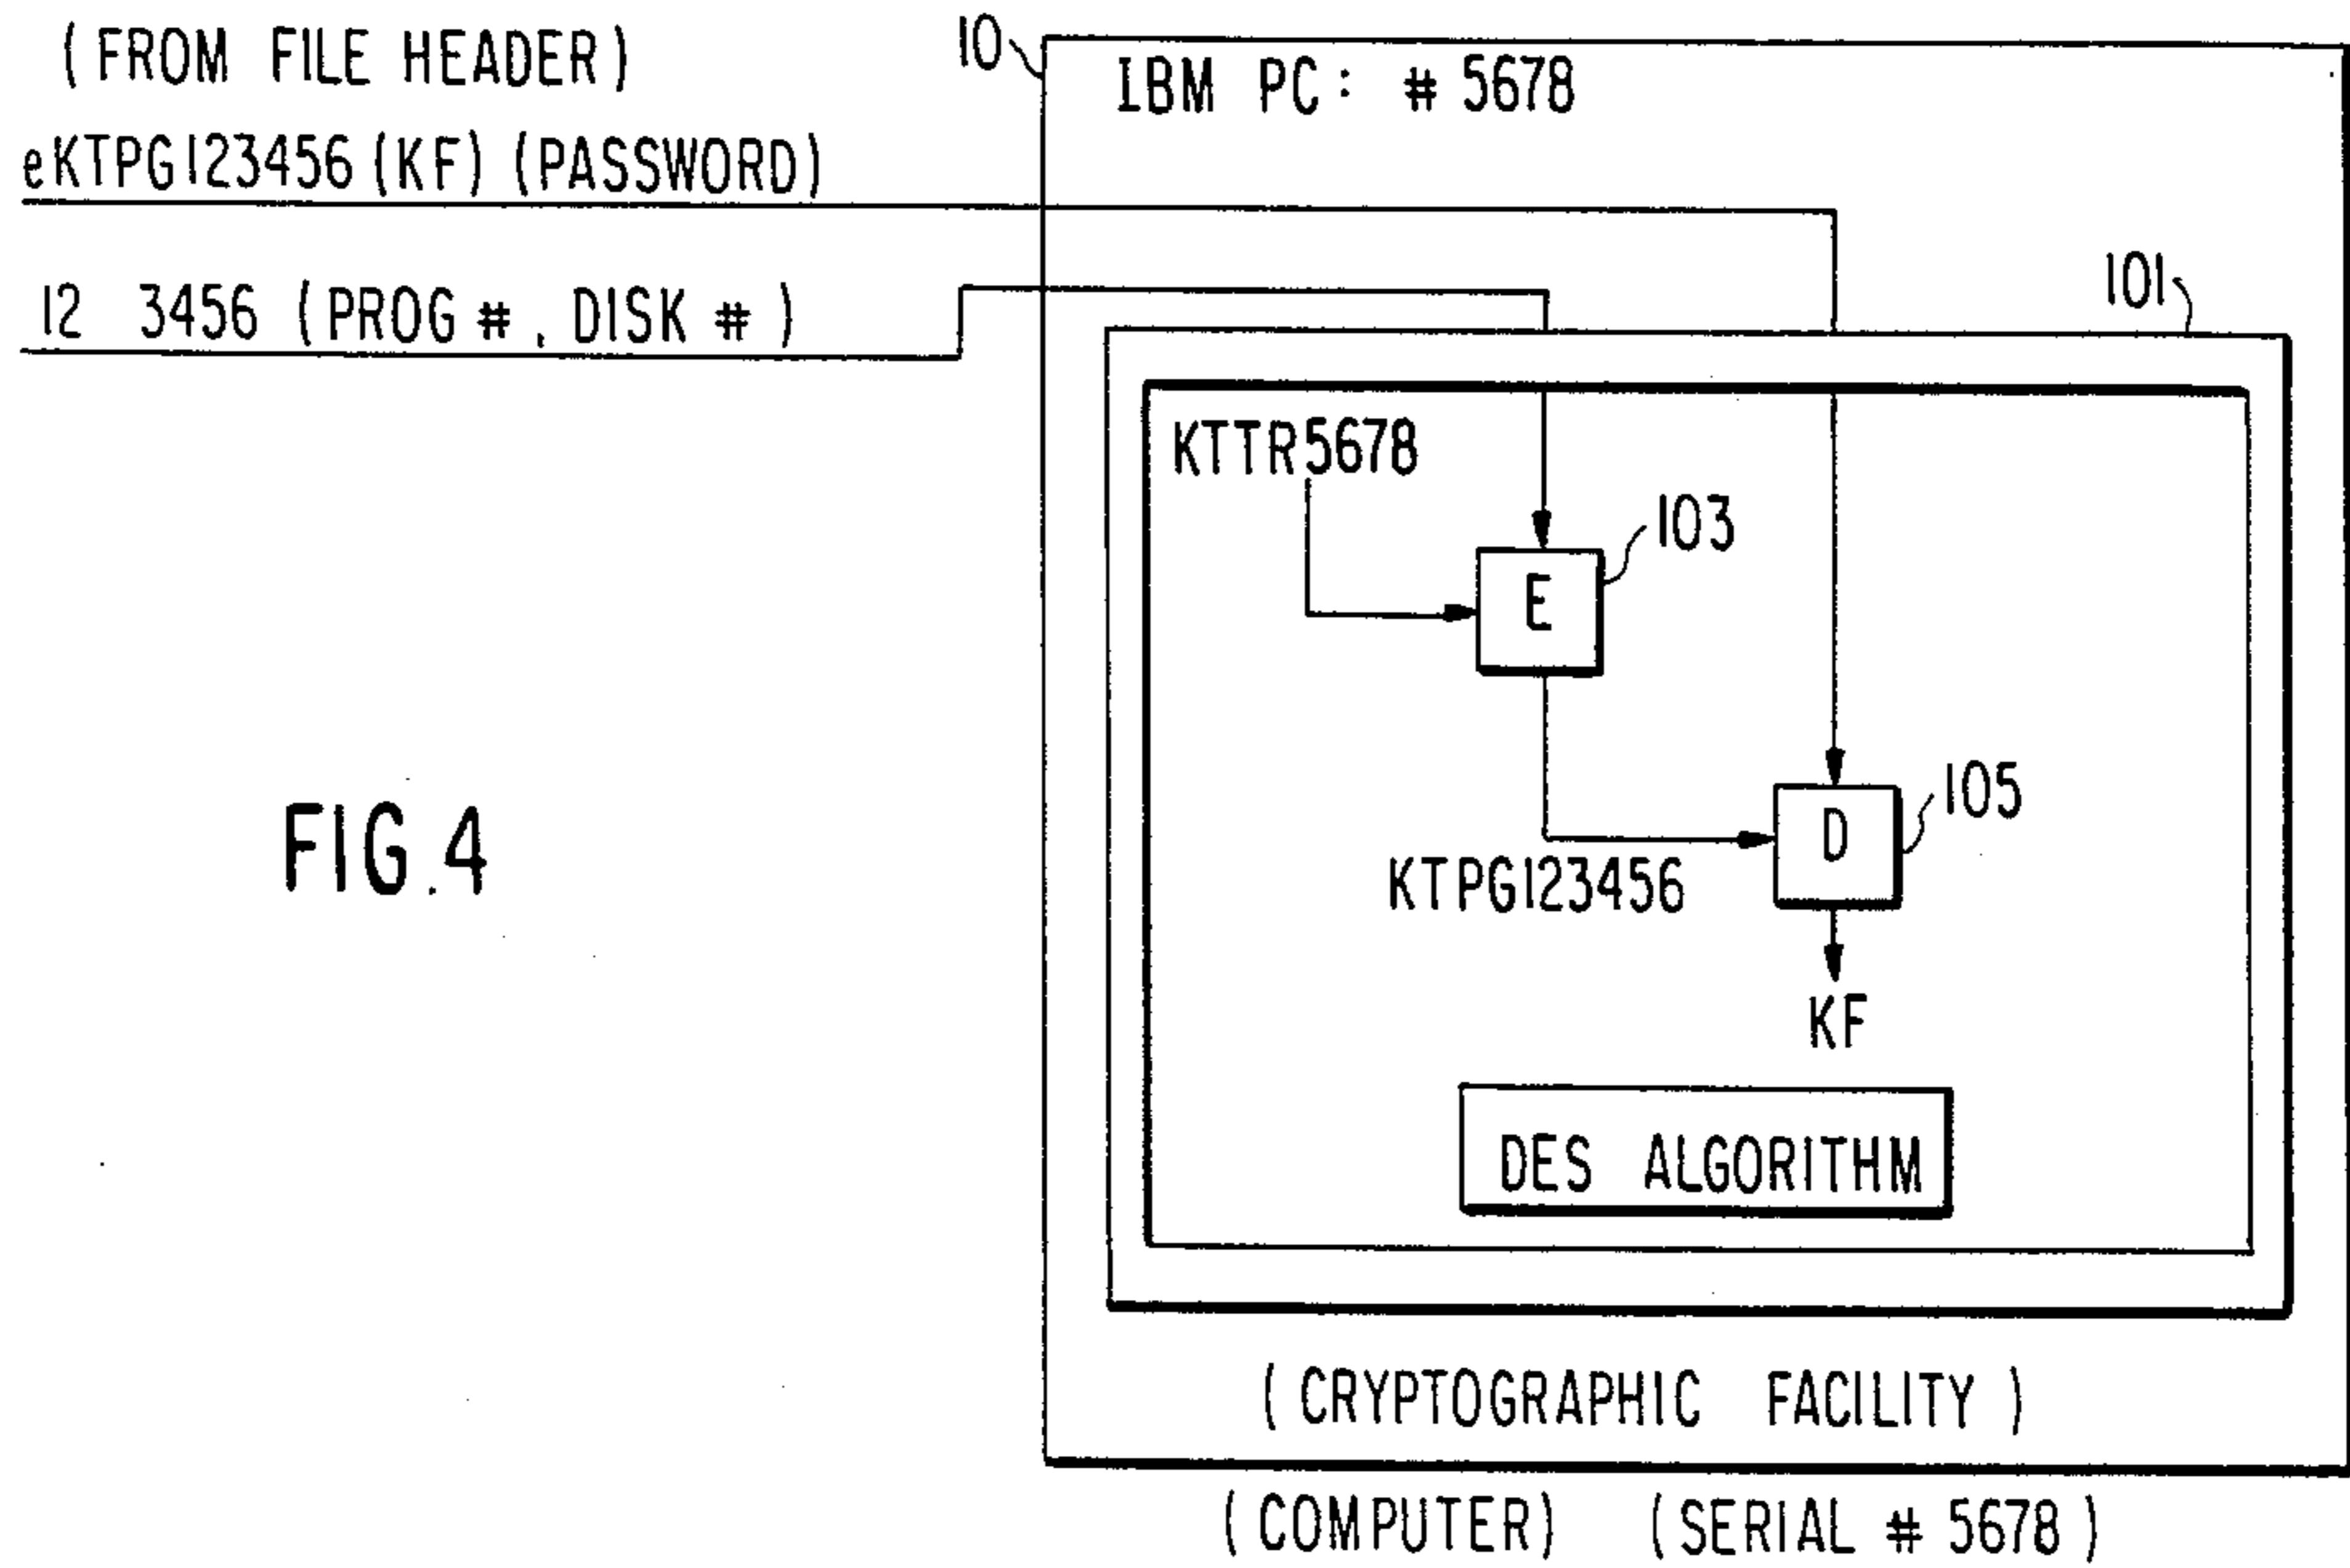 (FROM FILE HEADER)
eKTPG123456 (KF) (PASSWORD)
12 3456 (PROG #, DISK #)
10
IBM PC: # 5678
101
KTTR5678
103
E
105
D
KTPG123456
KF
DES ALGORITHM
(CRYPTOGRAPHIC FACILITY)
(COMPUTER) (SERIAL # 5678)
FIG.4